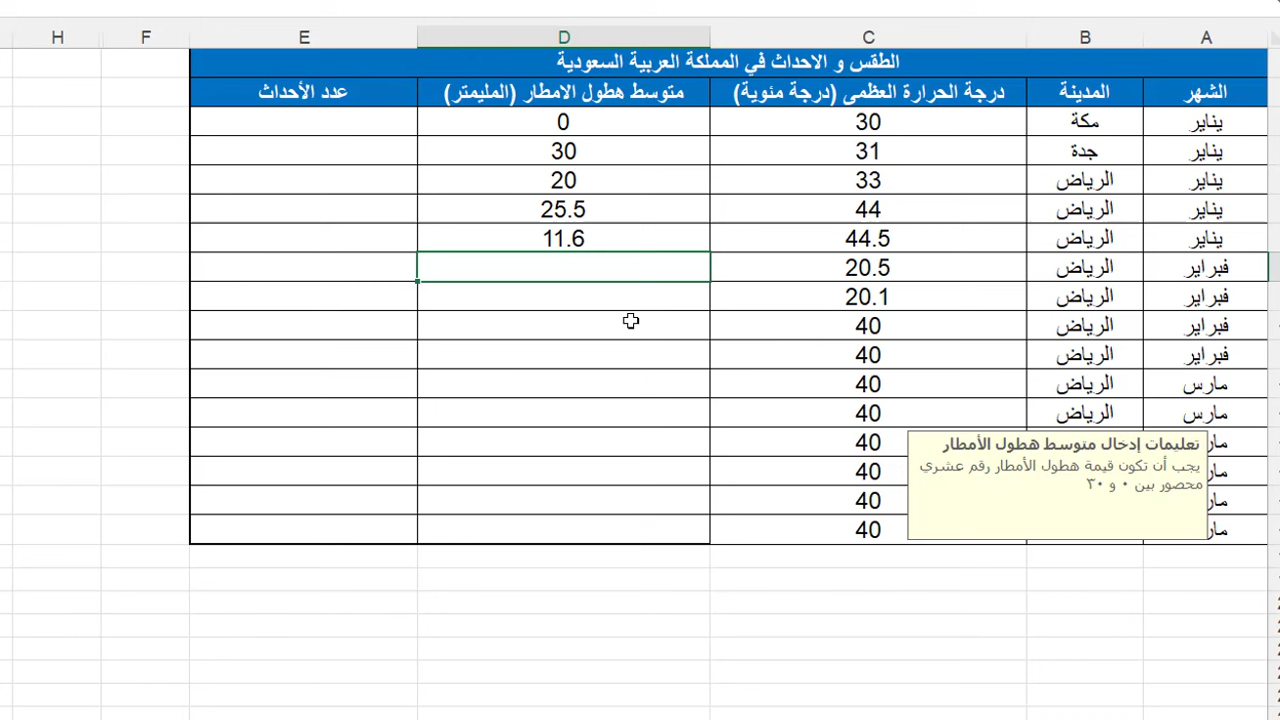 H F E D C B A
الطقس و الاحداث في المملكة العربية السعودية
الشهر المدينة درجة الحرارة العظمى (درجة مئوية) متوسط هطول الامطار (المليمتر) عدد الأحداث
يناير مكة 30 0
يناير جدة 31 30
يناير الرياض 33 20
يناير الرياض 44 25.5
يناير الرياض 44.5 11.6
فبراير الرياض 20.5
فبراير الرياض 20.1
فبراير الرياض 40
فبراير الرياض 40
مارس الرياض 40
مارس الرياض 40
40
40
40
40
تعليمات إدخال متوسط هطول الأمطار
يجب أن تكون قيمة هطول الأمطار رقم عشري
محصور بين ٠ و ٣٠